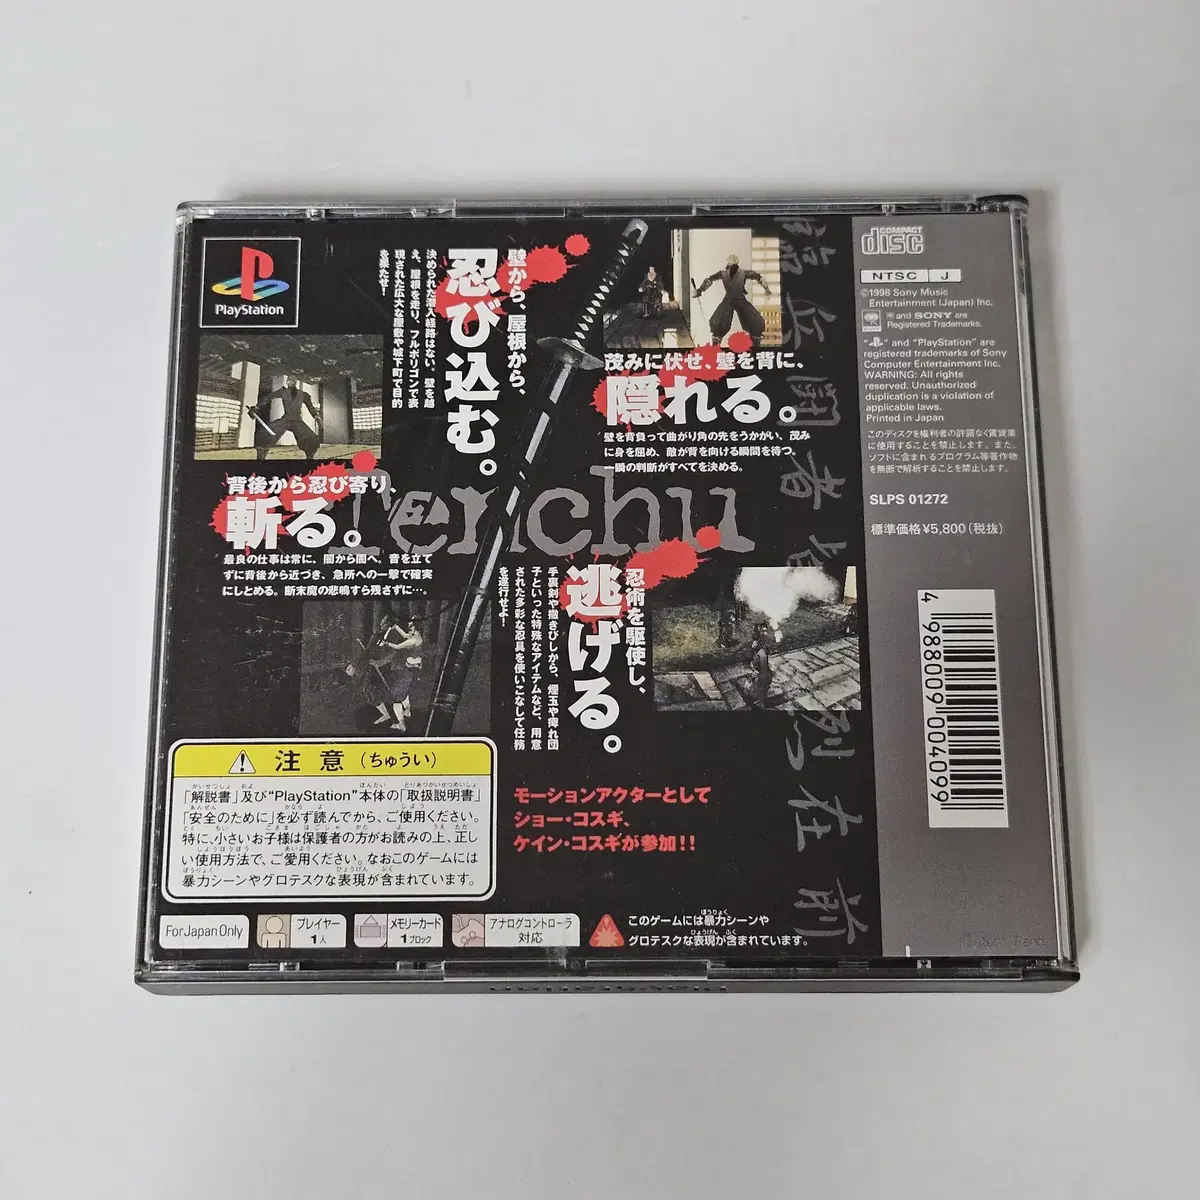 PlayStation
壁から、屋根から、
忍び込む。
決められた潜入経路はない。壁を越
え、屋根を走り、フルポリゴンで表
現された広大な屋敷や城下町で目的
を果たせ!
茂みに伏せ、壁を背に、
隠れる。
壁を背負って曲がり角の先をうかがい、茂み
に身を屈め、敵が背を向ける瞬間を待つ。
一瞬の判断がすべてを決める。
背後から忍び寄り、
斬る。
最良の仕事は常に、闇から闇へ。音を立て
ずに背後から近づき、急所への一撃で確実
にしとめる。断末魔の悲鳴すら残さずに…。
Tenchu
忍術を駆使し、
逃げる。
手裏剣や撒きびしから、煙玉や痺れ団
子といった特殊なアイテムなど、用意
された多彩な忍具を使いこなして任務
を遂行せよ!
臨兵闘者皆
列在前
モーションアクターとして
ショー・コスギ、
ケイン・コスギが参加!!
注意(ちゅうい)
「解説書」及び“PlayStation”本体の「取扱説明書」
「安全のために」を必ず読んでから、ご使用ください。
特に、小さいお子様は保護者の方がお読みの上、正し
い使用方法で、ご愛用ください。なおこのゲームには
暴力シーンやグロテスクな表現が含まれています。
For Japan Only
プレイヤー
1人
メモリーカード
1ブロック
アナログコントローラ
対応
このゲームには暴力シーンや
グロテスクな表現が含まれています。
COMPACT
disc
NTSC J
©1998 Sony Music
Entertainment (Japan) Inc.
and SONY are
Registered Trademarks.
"PS" and "PlayStation" are
registered trademarks of Sony
Computer Entertainment Inc.
WARNING: All rights
reserved. Unauthorized
duplication is a violation of
applicable laws.
Printed in Japan
このディスクを権利者の許諾なく賃貸業
に使用することを禁止します。また、
ソフトに含まれるプログラム等著作物
を無断で解析することを禁止します。
SLPS 01272
標準価格¥5,800(税抜)
4 988009 004099